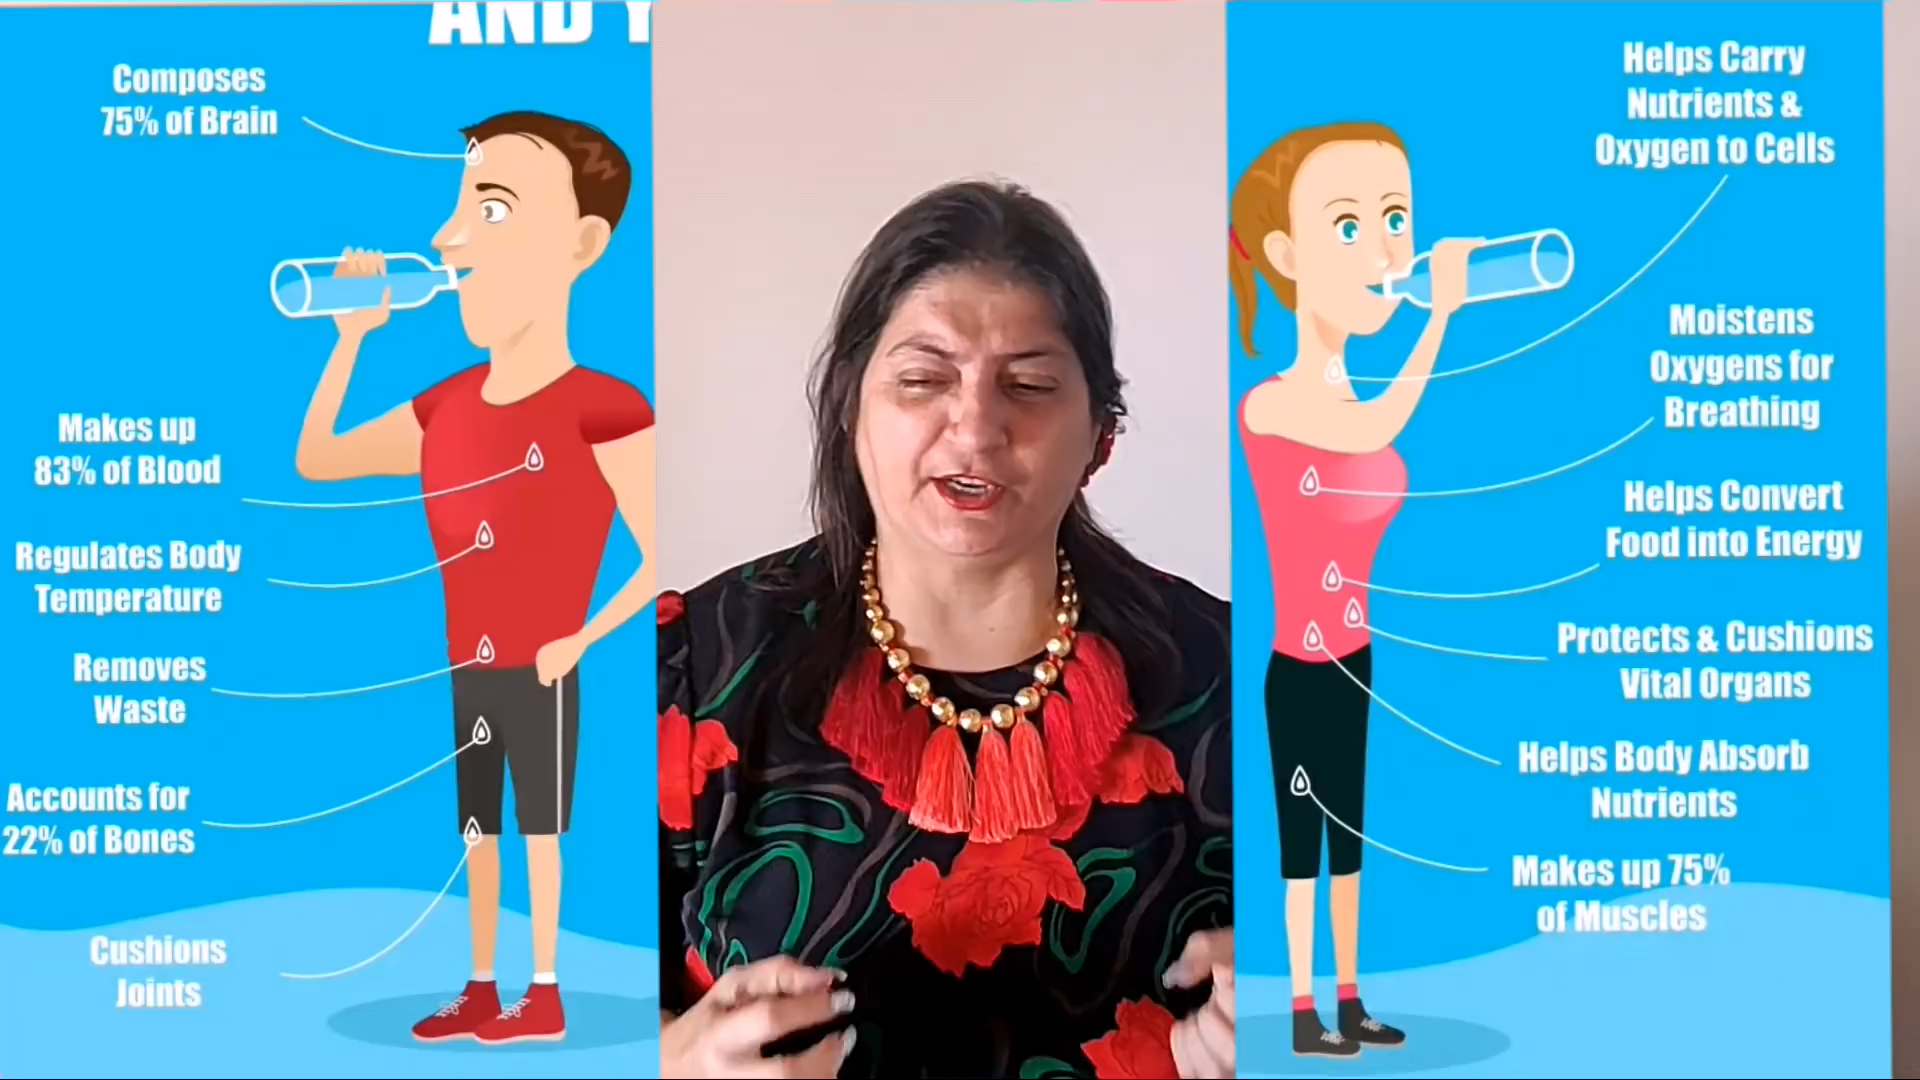 AND
Composes
75% of Brain
Makes up
83% of Blood
Regulates Body
Temperature
Removes
Waste
Accounts for
22% of Bones
Cushions
Joints
Helps Carry
Nutrients &
Oxygen to Cells
Moistens
Oxygens for
Breathing
Helps Convert
Food into Energy
Protects & Cushions
Vital Organs
Helps Body Absorb
Nutrients
Makes up 75%
of Muscles